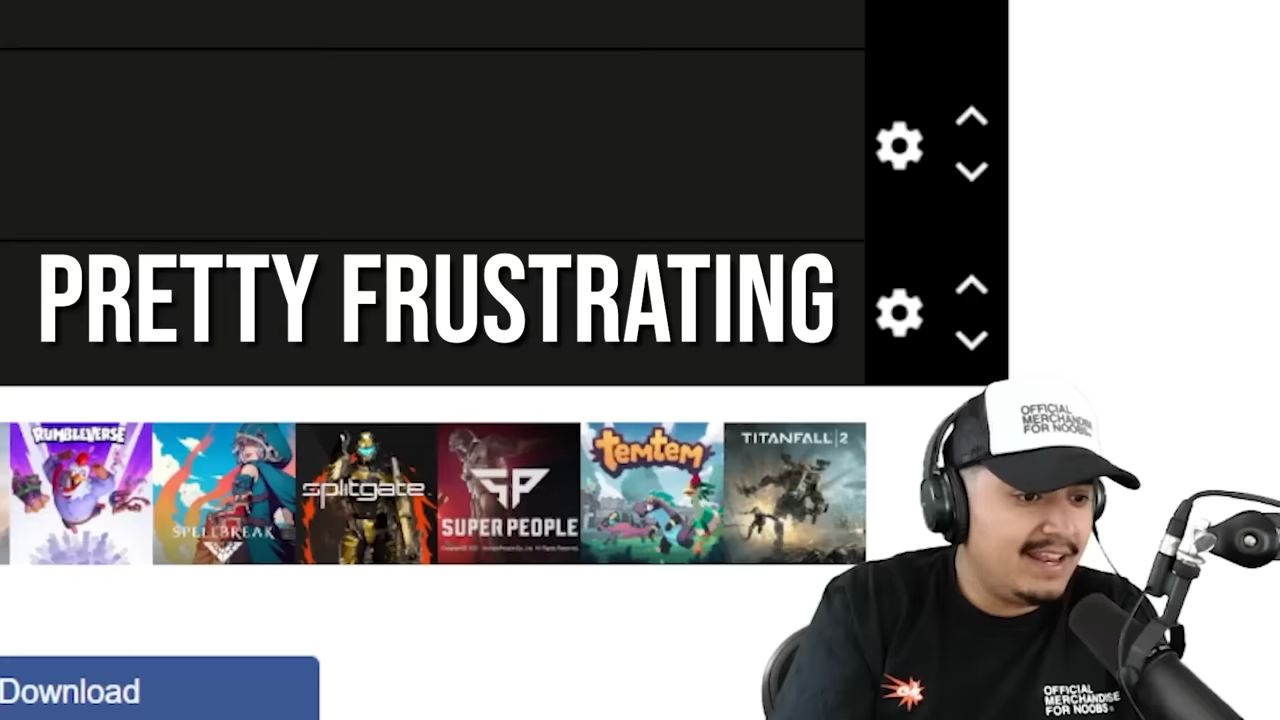 PRETTY FRUSTRATING
RUMBLEVERSE
SPELLBREAK
splitgate
SP
SUPER PEOPLE
temtem
TITANFALL|2
Download
OFFICIAL
MERCHANDISE
FOR NOOBS
OFFICIAL
MERCHANDISE
FOR NOOBS